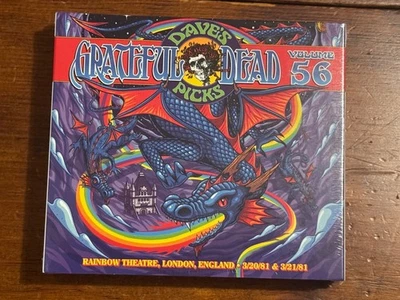 DAVE'S
GRATEFUL DEAD
PICKS
VOLUME
56
RAINBOW THEATRE, LONDON, ENGLAND • 3/20/81 & 3/21/81